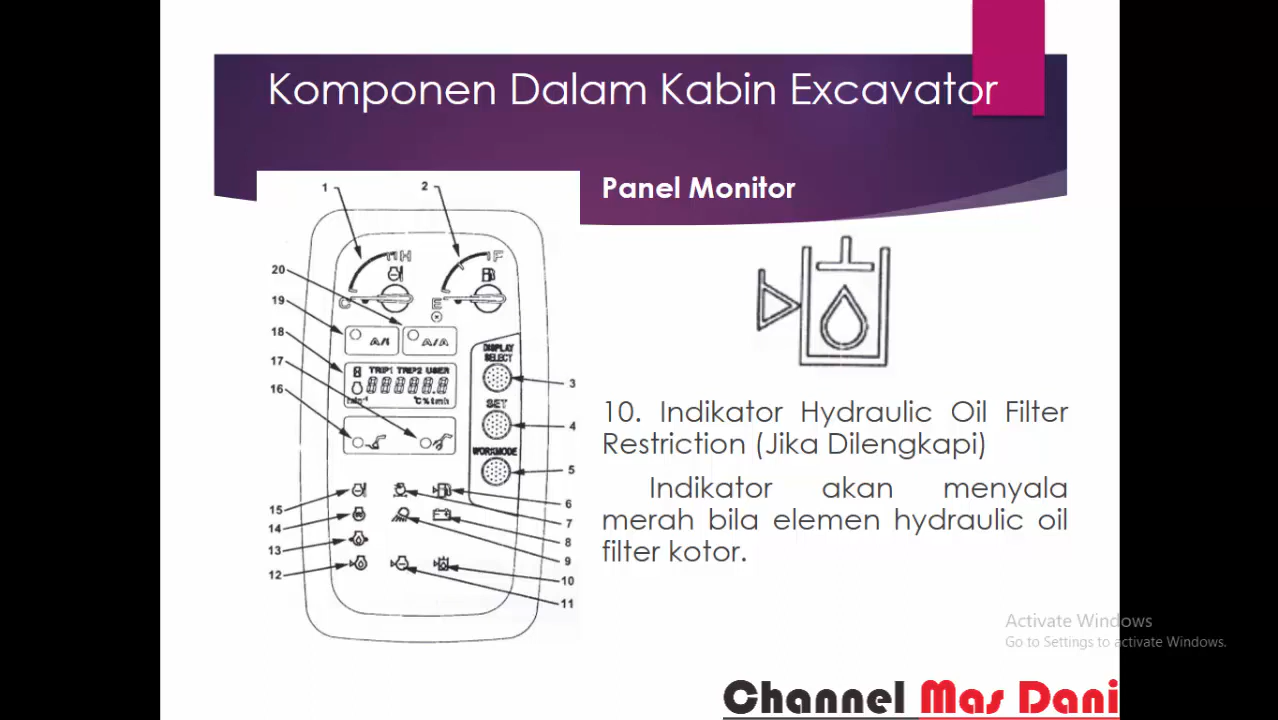 Komponen Dalam Kabin Excavator
Panel Monitor
1
2
H
F
C
E
20
19
18
17
16
A/I
A/A
TRIP1 TRIP2 USER
°C % ℓ m/h
DISPLAY
SELECT
SET
WORKMODE
3
4
5
6
7
8
9
10
11
15
14
13
12
10. Indikator Hydraulic Oil Filter
Restriction (Jika Dilengkapi)
Indikator akan menyala
merah bila elemen hydraulic oil
filter kotor.
Activate Windows
Go to Settings to activate Windows.
Channel Mas Dani